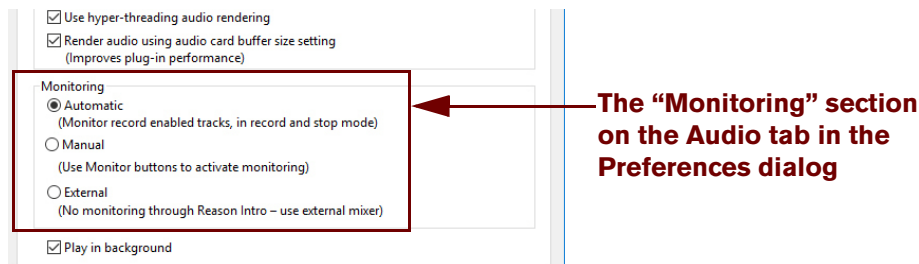 Use hyper-threading audio rendering
Render audio using audio card buffer size setting
(Improves plug-in performance)
Monitoring
Automatic
(Monitor record enabled tracks, in record and stop mode)
Manual
(Use Monitor buttons to activate monitoring)
External
(No monitoring through Reason Intro – use external mixer)
Play in background
The “Monitoring” section
on the Audio tab in the
Preferences dialog